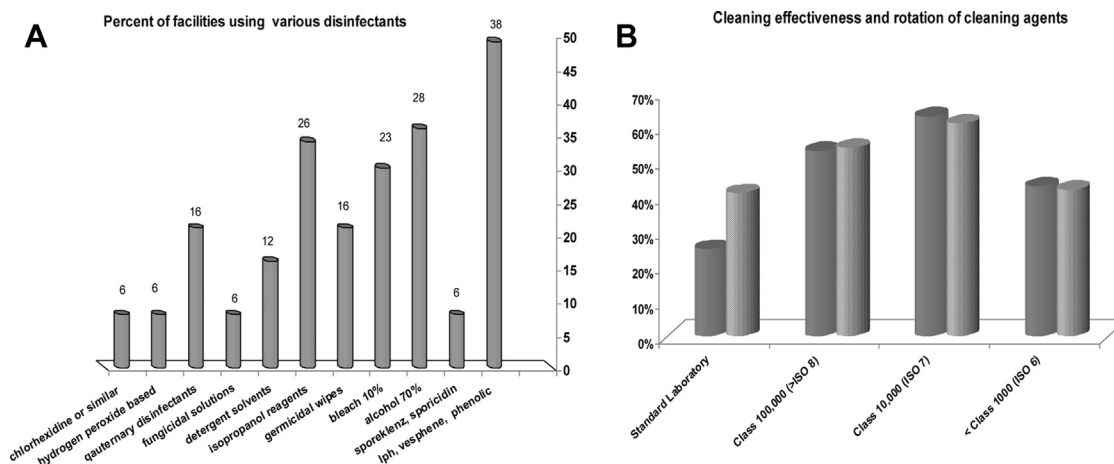 A
Percent of facilities using various disinfectants
6
6
16
6
12
26
16
23
28
6
38
50
45
40
35
30
25
20
15
10
5
0
chlorhexidine or similar
hydrogen peroxide based
qauternary disinfectants
fungicidal solutions
detergent solvents
isopropanol reagents
germicidal wipes
bleach 10%
alcohol 70%
sporeklenz, sporicidin
lph, vesphene, phenolic
B
Cleaning effectiveness and rotation of cleaning agents
70%
60%
50%
40%
30%
20%
10%
0%
Standard Laboratory
Class 100,000 (>ISO 8)
Class 10,000 (ISO 7)
< Class 1000 (ISO 6)